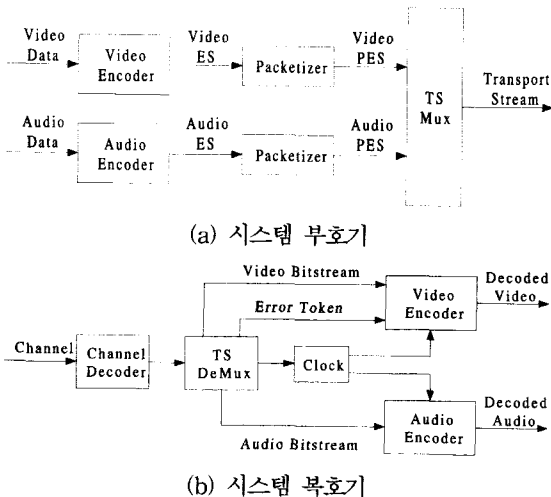 Video
Data
Video
Encoder
Video
ES
Packetizer
Video
PES
TS
Mux
Transport
Stream
Audio
Data
Audio
Encoder
Audio
ES
Packetizer
Audio
PES
(a) 시스템 부호기
Video Bitstream
Error Token
Video
Encoder
Decoded
Video
Channel
Channel
Decoder
TS
DeMux
Clock
Audio Bitstream
Audio
Encoder
Decoded
Audio
(b) 시스템 복호기